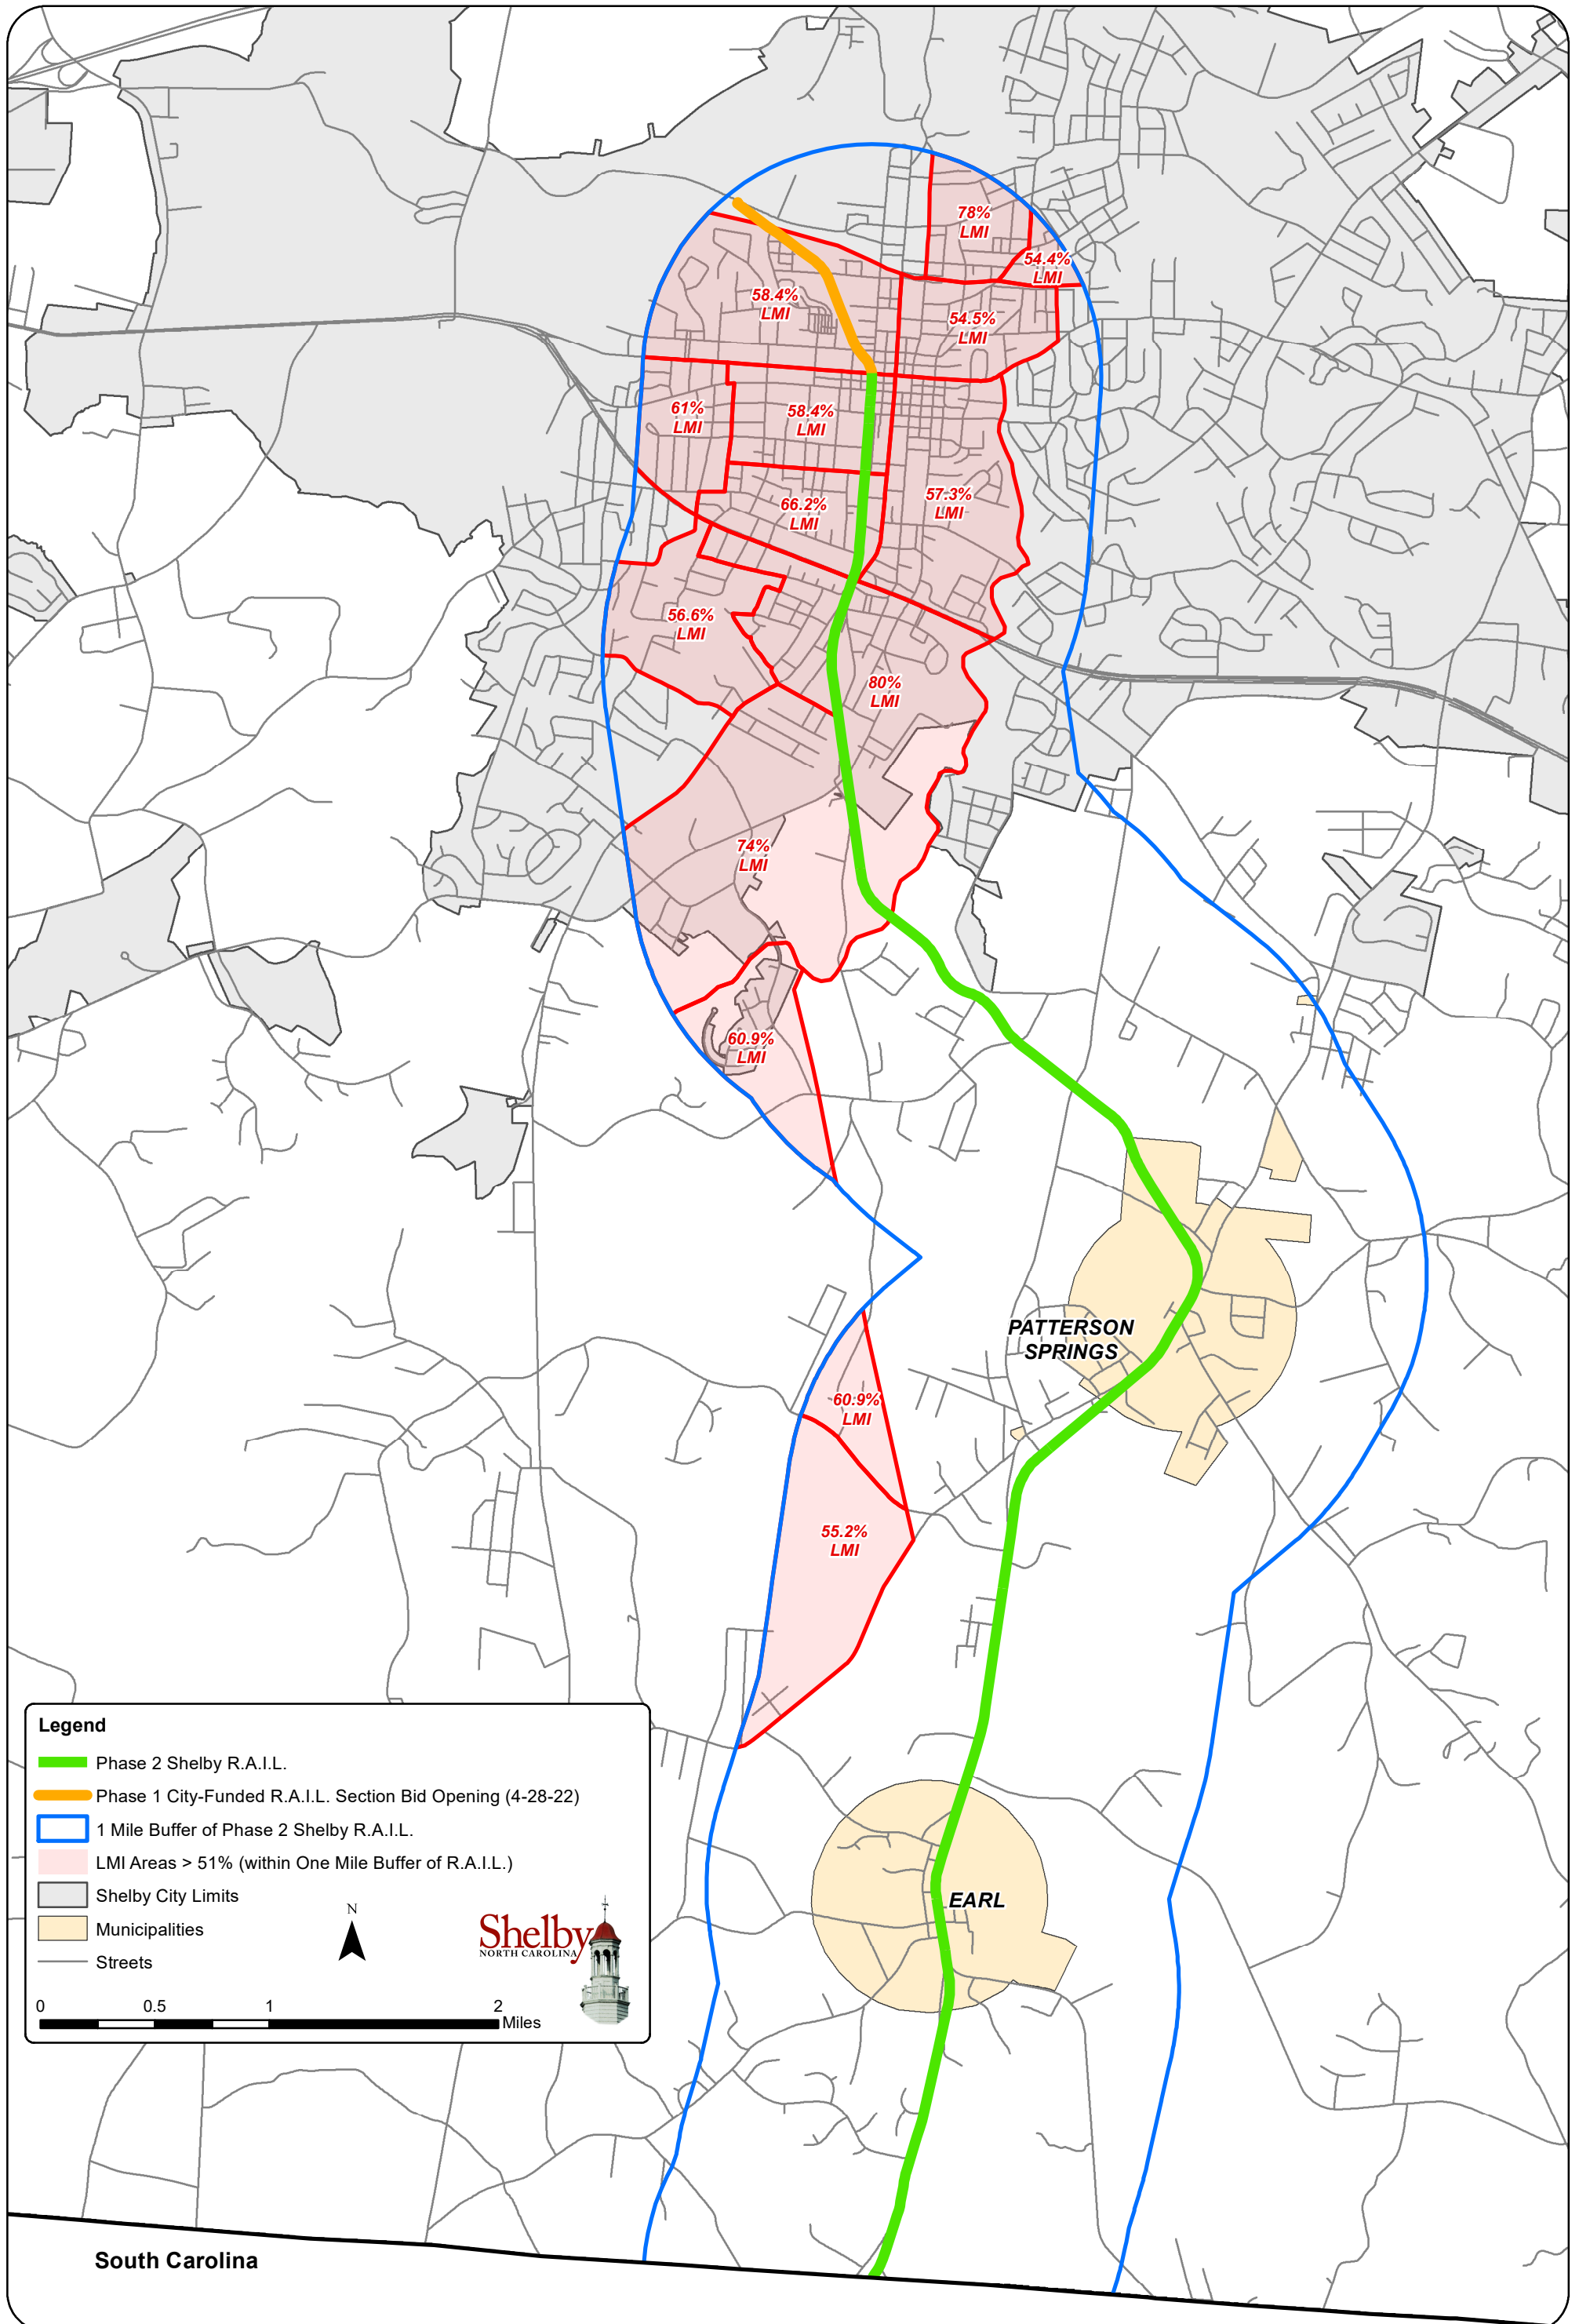 78%
LMI
54.4%
LMI
58.4%
LMI
54.5%
LMI
61%
LMI
58.4%
LMI
66.2%
LMI
57.3%
LMI
56.6%
LMI
80%
LMI
74%
LMI
60.9%
LMI
PATTERSON
SPRINGS
60.9%
LMI
55.2%
LMI
EARL
Legend
Phase 2 Shelby R.A.I.L.
Phase 1 City-Funded R.A.I.L. Section Bid Opening (4-28-22)
1 Mile Buffer of Phase 2 Shelby R.A.I.L.
LMI Areas > 51% (within One Mile Buffer of R.A.I.L.)
Shelby City Limits
Municipalities
Streets
N
Shelby
NORTH CAROLINA
0 0.5 1 2
Miles
South Carolina